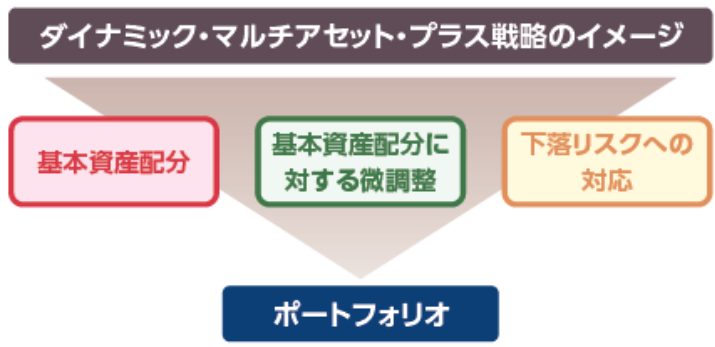 ダイナミック・マルチアセット・プラス戦略のイメージ
基本資産配分
基本資産配分に
対する微調整
下落リスクへの
対応
ポートフォリオ